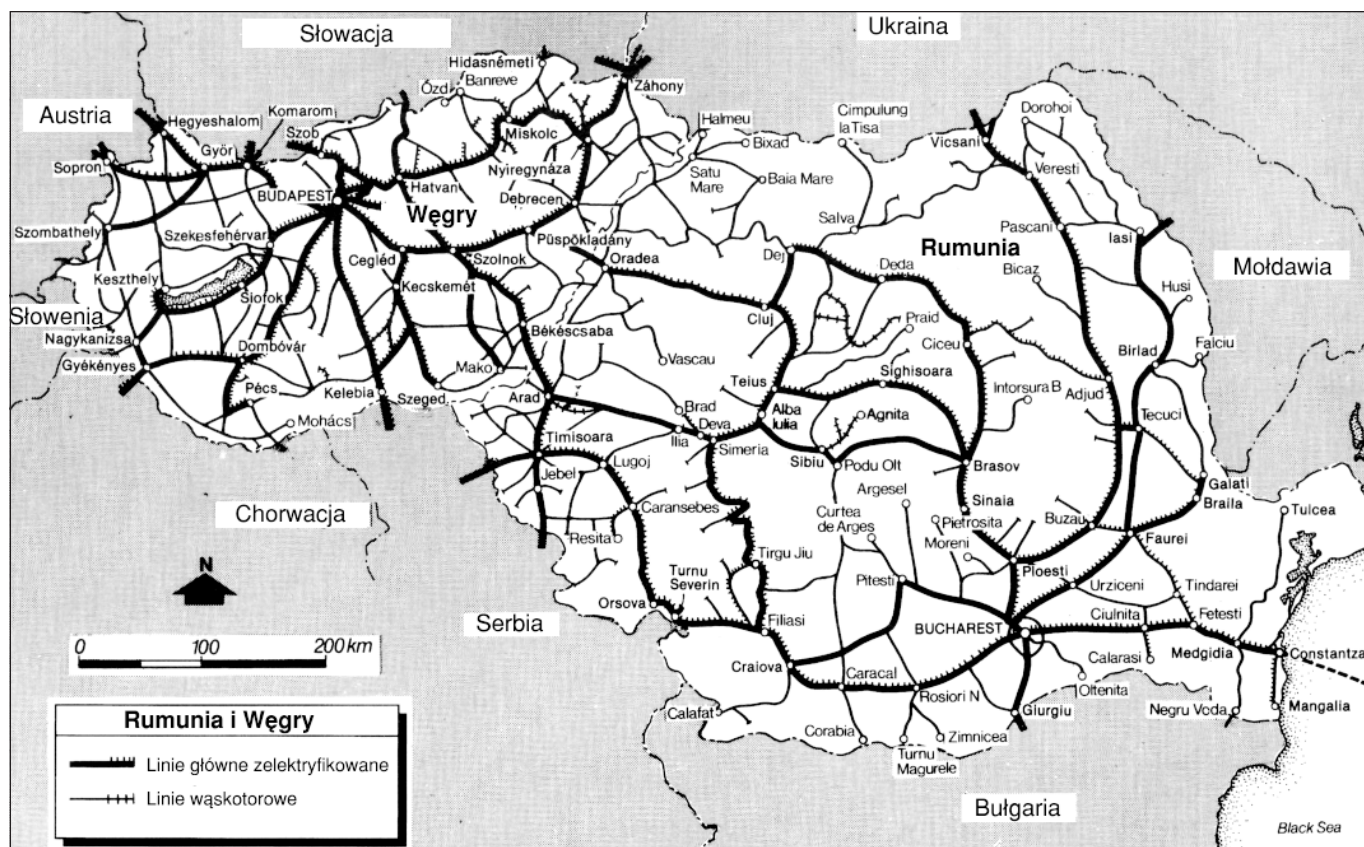 Słowacja
Ukraina
Austria
Słowenia
Węgry
Rumunia
Mołdawia
Chorwacja
Serbia
Bułgaria
Black Sea
Hidasnémeti
Banreve
Ózd
Záhony
Komarom
Hegyeshalom
Szob
Győr
Sopron
Miskolc
Nyiregynáza
Hatvani
BUDAPEST
Debrecen
Szombathely
Szekesfehérvar
Püspökladány
Cegléd
Szolnok
Keszthely
Siofok
Kecskemét
Nagykanizsa
Békéscsaba
Gyékényes
Dombóvár
Pécs
Mako
Kelebia
Szeged
Mohács
Halmeu
Bixad
Cimpulung
la Tisa
Vicsani
Dorohoi
Satu
Mare
Baia Mare
Veresti
Salva
Pascani
Iasi
Oradea
Dej
Deda
Bicaz
Husi
Cluj
Praid
Ciceu
Birlad
Falciu
Vascau
Teius
Sighisoara
Intorsura B
Adjud
Arad
Brad
Deva
Alba
Iulia
Agnita
Tecuci
Ilia
Simeria
Timisoara
Lugoj
Jebel
Sibiu
Podu Olt
Brasov
Galati
Braila
Caransebes
Argesel
Sinaia
Curtea
de Arges
Pietrosita
Buzau
Tulcea
Resita
Moreni
Faurei
Tirgu Jiu
Ploesti
Turnu
Severin
Pitesti
Urziceni
Tindarei
Orsova
Filiasi
BUCHAREST
Ciulnita
Fetesti
Craiova
Caracal
Calarasi
Medgidia
Constantza
Rosiori N
Oltenita
Calafat
Giurgiu
Negru Voda
Mangalia
Corabia
Zimnicea
Turnu
Magurele
N
0 100 200 km
Rumunia i Węgry
Linie główne zelektryfikowane
Linie wąskotorowe